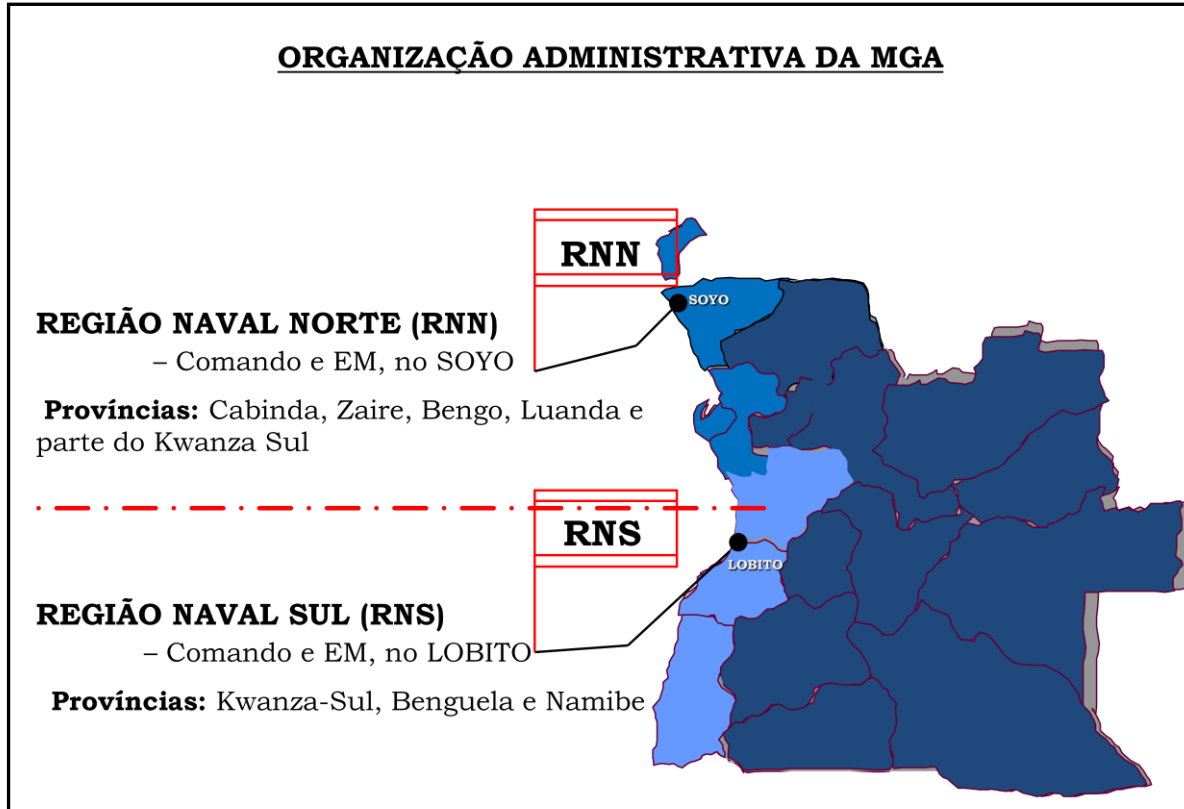 ORGANIZAÇÃO ADMINISTRATIVA DA MGA
RNN
SOYO
REGIÃO NAVAL NORTE (RNN)
– Comando e EM, no SOYO
Províncias: Cabinda, Zaire, Bengo, Luanda e
parte do Kwanza Sul
RNS
LOBITO
REGIÃO NAVAL SUL (RNS)
– Comando e EM, no LOBITO
Províncias: Kwanza-Sul, Benguela e Namibe